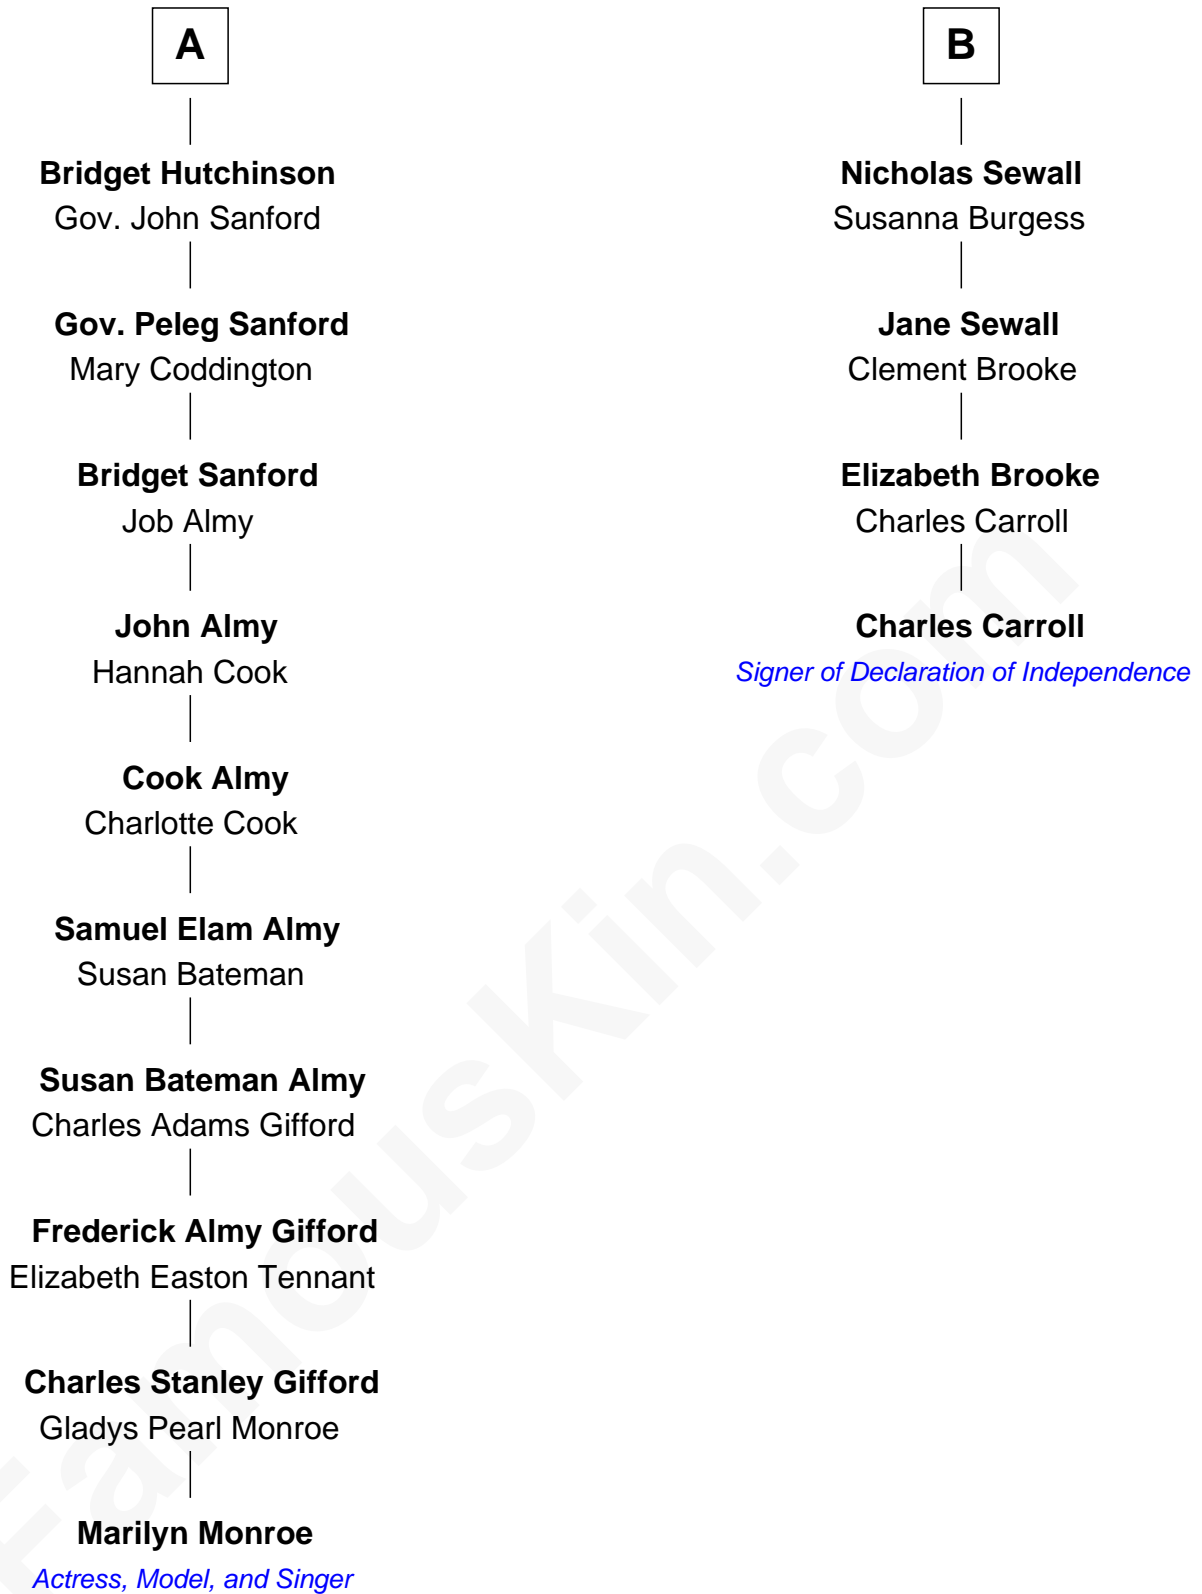 A
Bridget Hutchinson
Gov. John Sanford
Gov. Peleg Sanford
Mary Coddington
Bridget Sanford
Job Almy
John Almy
Hannah Cook
Cook Almy
Charlotte Cook
Samuel Elam Almy
Susan Bateman
Susan Bateman Almy
Charles Adams Gifford
Frederick Almy Gifford
Elizabeth Easton Tennant
Charles Stanley Gifford
Gladys Pearl Monroe
Marilyn Monroe
Actress, Model, and Singer
B
Nicholas Sewall
Susanna Burgess
Jane Sewall
Clement Brooke
Elizabeth Brooke
Charles Carroll
Charles Carroll
Signer of Declaration of Independence
FamousKin.com